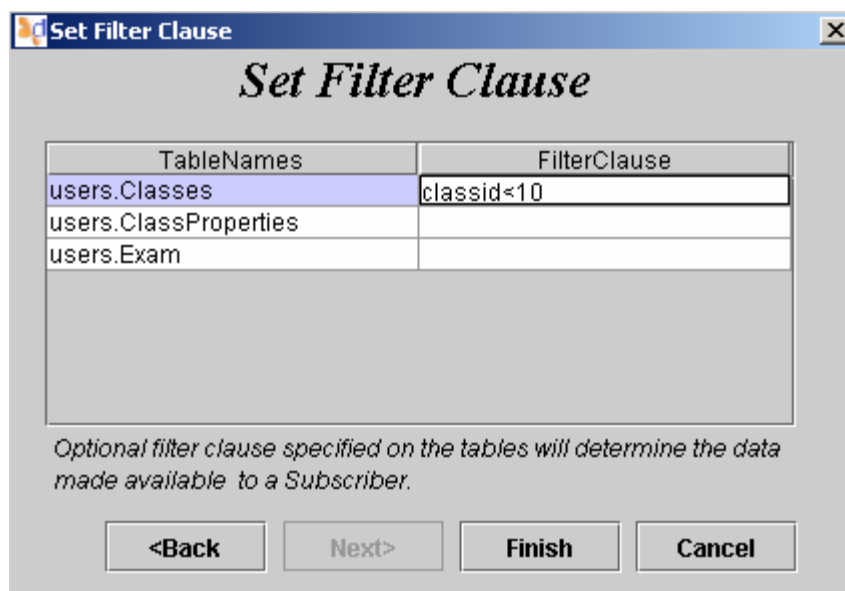 Set Filter Clause
Set Filter Clause
TableNames FilterClause
users.Classes classid<10
users.ClassProperties
users.Exam
Optional filter clause specified on the tables will determine the data
made available to a Subscriber.
<Back Next> Finish Cancel